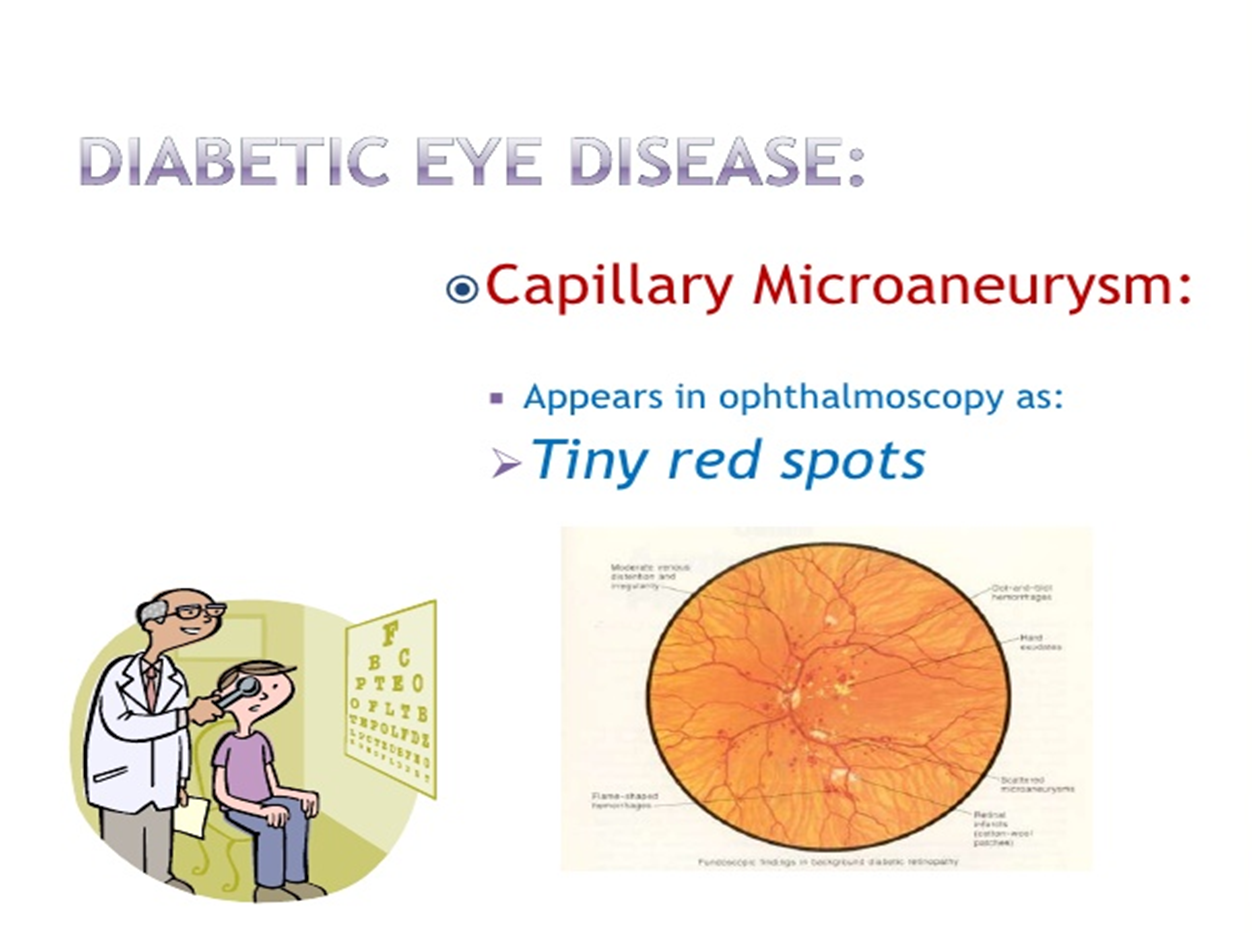 DIABETIC EYE DISEASE:
Capillary Microaneurysm:
Appears in ophthalmoscopy as:
Tiny red spots
Moderate venous
distention and
irregularity
Dot-and-blot
hemorrhages
Hard
exudates
Flame-shaped
hemorrhages
Scattered
microaneurysms
Retinal
infarcts
(cotton-wool
patches)
Fundoscopic findings in background diabetic retinopathy
F
B C
P T E O
O F L T B